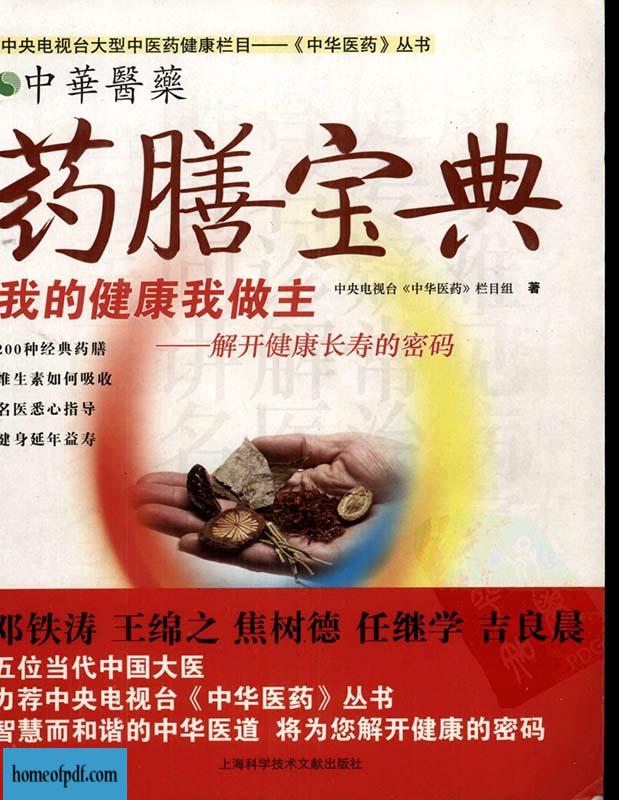 中央电视台大型中医药健康栏目——《中华医药》丛书
中華醫藥
药膳宝典
中央电视台《中华医药》栏目组 著
我的健康我做主
——解开健康长寿的密码
200种经典药膳
维生素如何吸收
名医悉心指导
健身延年益寿
邓铁涛 王绵之 焦树德 任继学 吉良晨
五位当代中国大医
力荐中央电视台《中华医药》丛书
智慧而和谐的中华医道 将为您解开健康的密码
上海科学技术文献出版社
homeofpdf.com